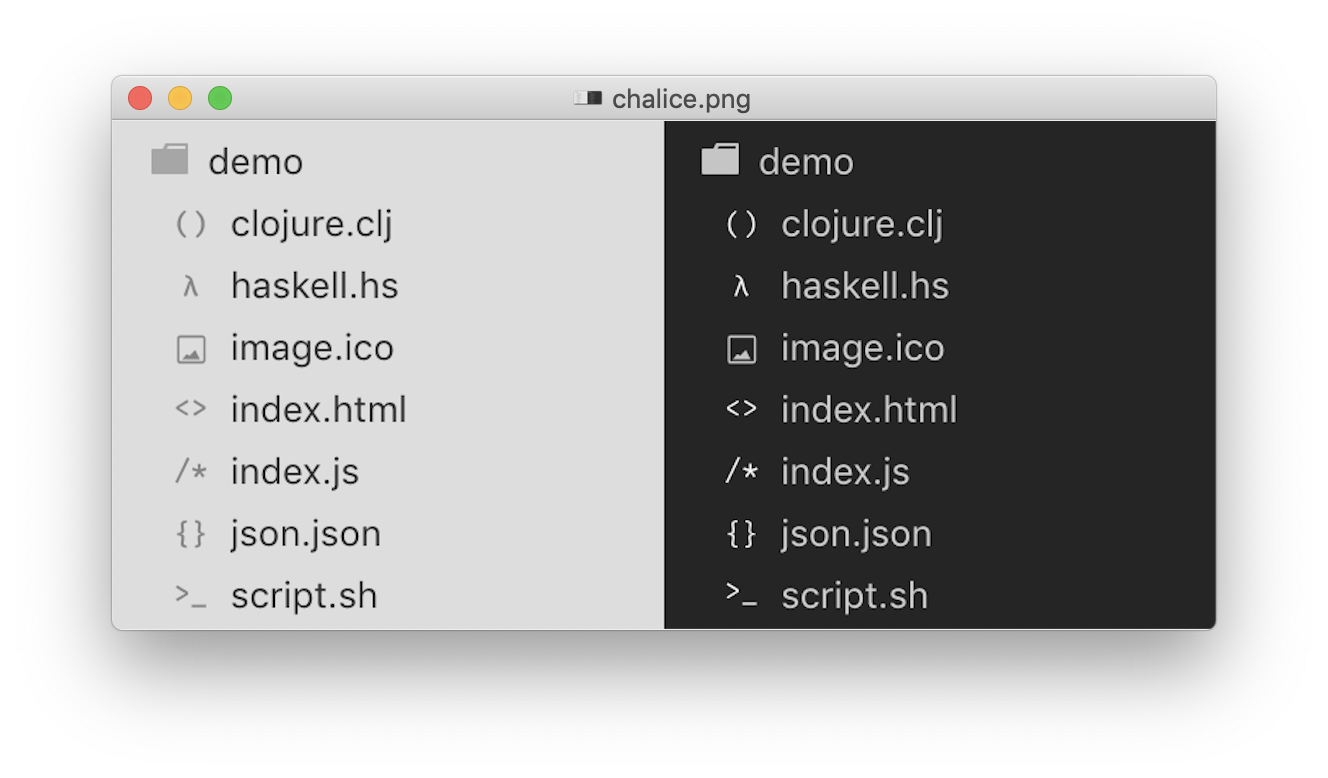 chalice.png
demo
() clojure.clj
λ haskell.hs
image.ico
<> index.html
/* index.js
{} json.json
>_ script.sh
demo
() clojure.clj
λ haskell.hs
image.ico
<> index.html
/* index.js
{} json.json
>_ script.sh